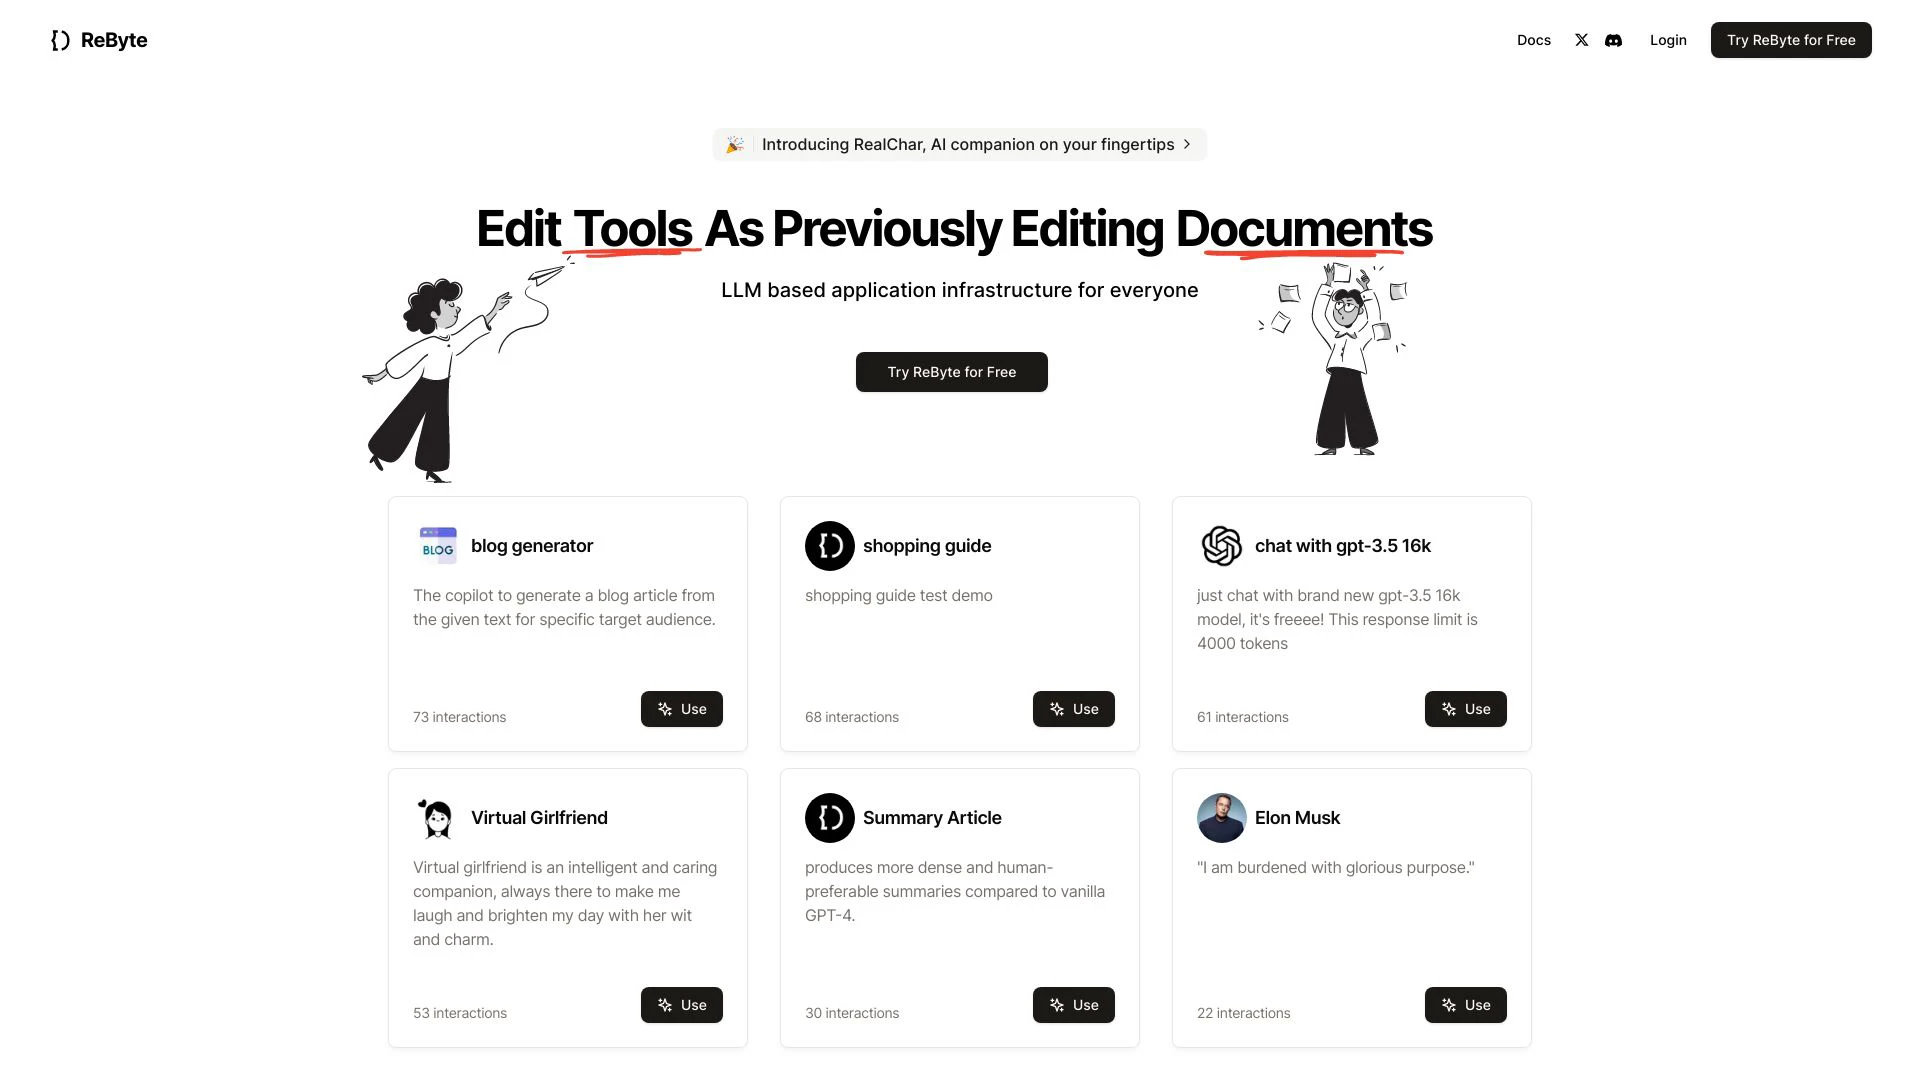 ReByte
Docs
Login
Try ReByte for Free
Introducing RealChar, AI companion on your fingertips
Edit Tools As Previously Editing Documents
LLM based application infrastructure for everyone
Try ReByte for Free
BLOG
blog generator
The copilot to generate a blog article from
the given text for specific target audience.
73 interactions
Use
shopping guide
shopping guide test demo
68 interactions
Use
chat with gpt-3.5 16k
just chat with brand new gpt-3.5 16k
model, it's freeee! This response limit is
4000 tokens
61 interactions
Use
Virtual Girlfriend
Virtual girlfriend is an intelligent and caring
companion, always there to make me
laugh and brighten my day with her wit
and charm.
53 interactions
Use
Summary Article
produces more dense and human-
preferable summaries compared to vanilla
GPT-4.
30 interactions
Use
Elon Musk
"I am burdened with glorious purpose."
22 interactions
Use